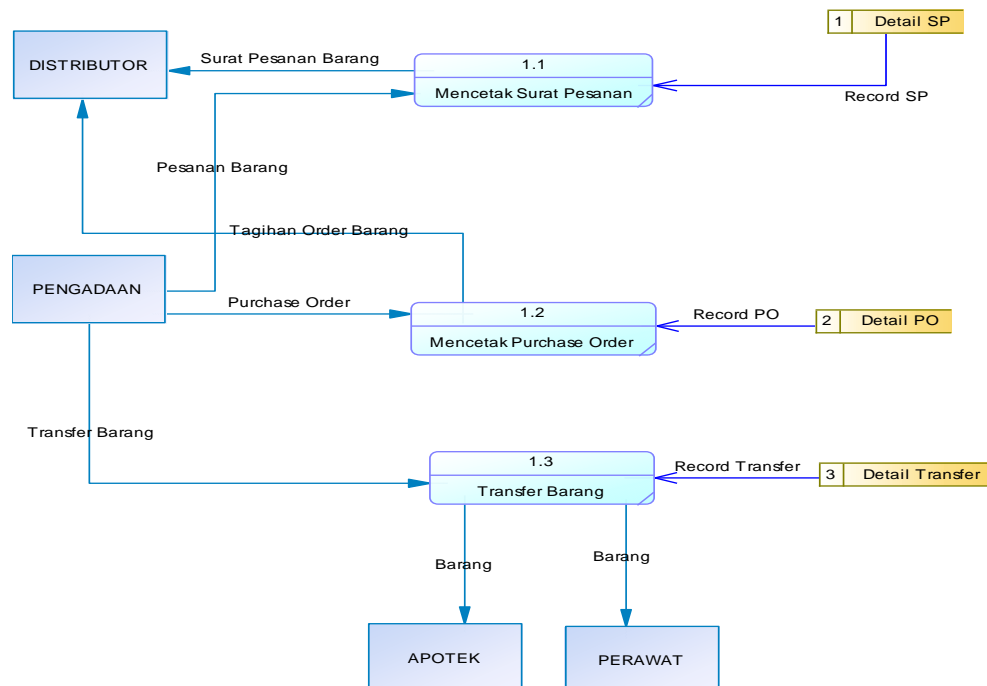 1 Detail SP
DISTRIBUTOR
Surat Pesanan Barang
1.1
Mencetak Surat Pesanan
Record SP
Pesanan Barang
Tagihan Order Barang
PENGADAAN
Purchase Order
1.2
Mencetak Purchase Order
Record PO
2 Detail PO
Transfer Barang
1.3
Transfer Barang
Record Transfer
3 Detail Transfer
Barang
Barang
APOTEK
PERAWAT